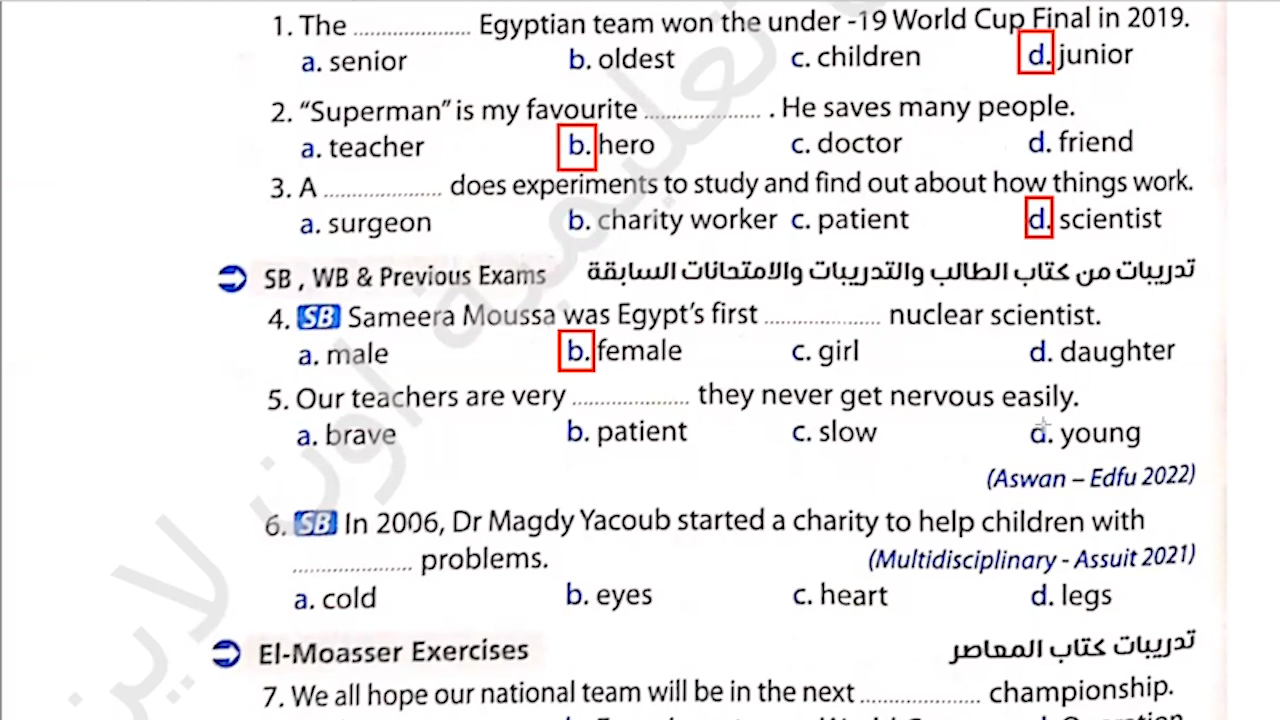 1. The .................... Egyptian team won the under -19 World Cup Final in 2019.
a. senior b. oldest c. children d. junior
2. "Superman" is my favourite .................... . He saves many people.
a. teacher b. hero c. doctor d. friend
3. A .................... does experiments to study and find out about how things work.
a. surgeon b. charity worker c. patient d. scientist
SB , WB & Previous Exams تدريبات من كتاب الطالب والتدريبات والامتحانات السابقة
4. SB Sameera Moussa was Egypt's first .................... nuclear scientist.
a. male b. female c. girl d. daughter
5. Our teachers are very .................... they never get nervous easily.
a. brave b. patient c. slow d. young
(Aswan – Edfu 2022)
6. SB In 2006, Dr Magdy Yacoub started a charity to help children with
.................... problems. (Multidisciplinary - Assuit 2021)
a. cold b. eyes c. heart d. legs
El-Moasser Exercises تدريبات كتاب المعاصر
7. We all hope our national team will be in the next .................... championship.
تعليمية اون لاين